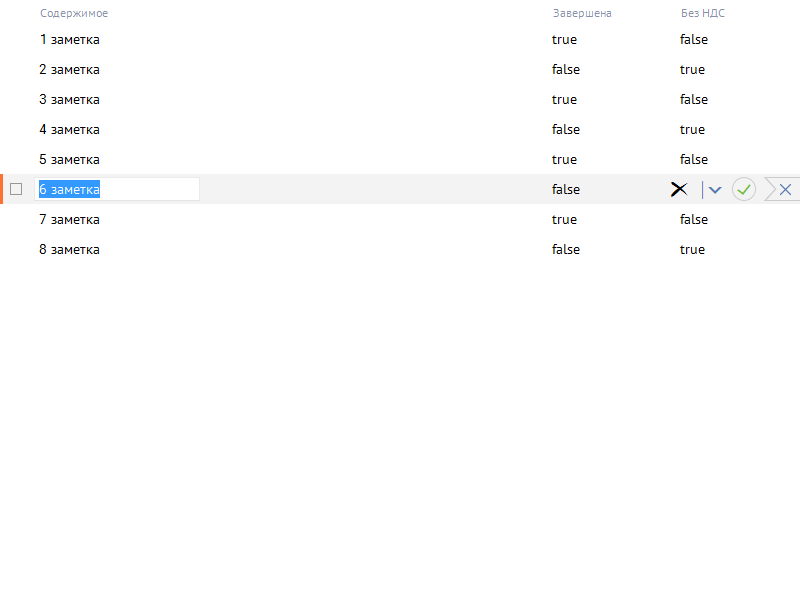 Содержимое Завершена Без НДС
1 заметка true false
2 заметка false true
3 заметка true false
4 заметка false true
5 заметка true false
6 заметка false
7 заметка true false
8 заметка false true